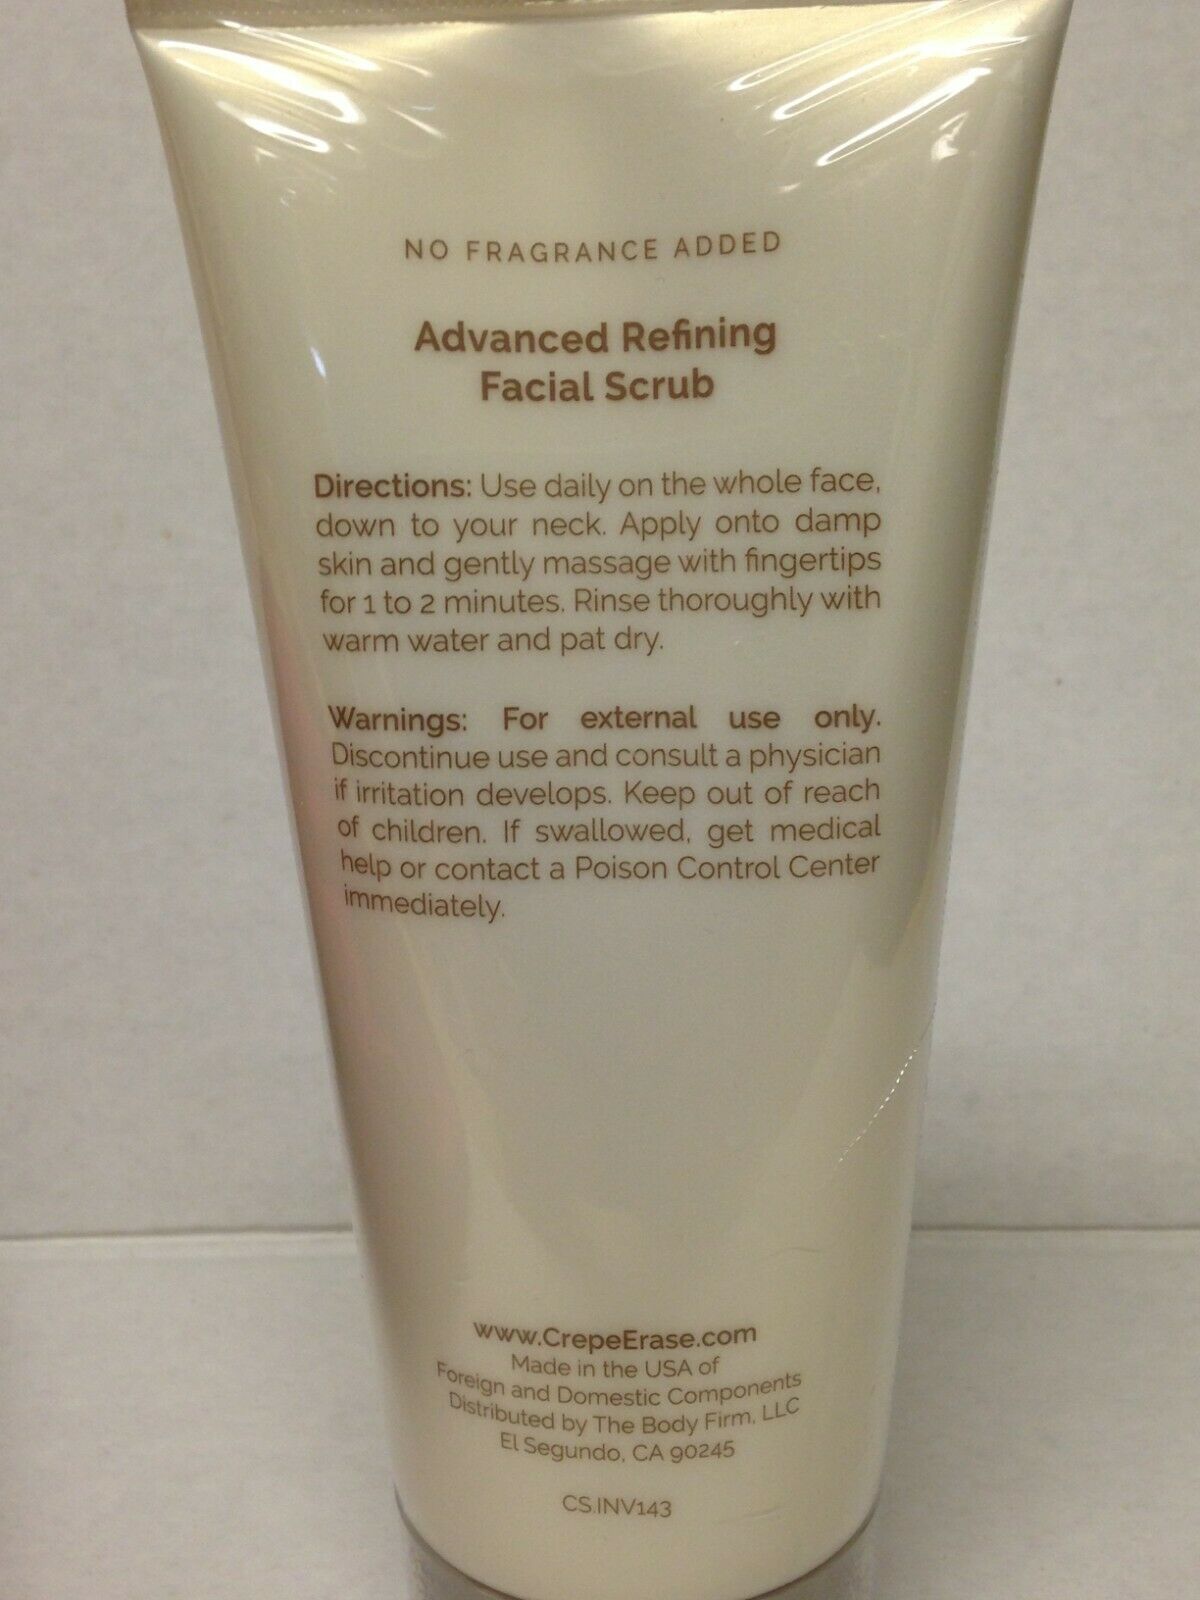 NO FRAGRANCE ADDED
Advanced Refining
Facial Scrub
Directions: Use daily on the whole face,
down to your neck. Apply onto damp
skin and gently massage with fingertips
for 1 to 2 minutes. Rinse thoroughly with
warm water and pat dry.
Warnings: For external use only.
Discontinue use and consult a physician
if irritation develops. Keep out of reach
of children. If swallowed, get medical
help or contact a Poison Control Center
immediately.
www.CrepeErase.com
Made in the USA of
Foreign and Domestic Components
Distributed by The Body Firm, LLC
El Segundo, CA 90245
CS.INV143